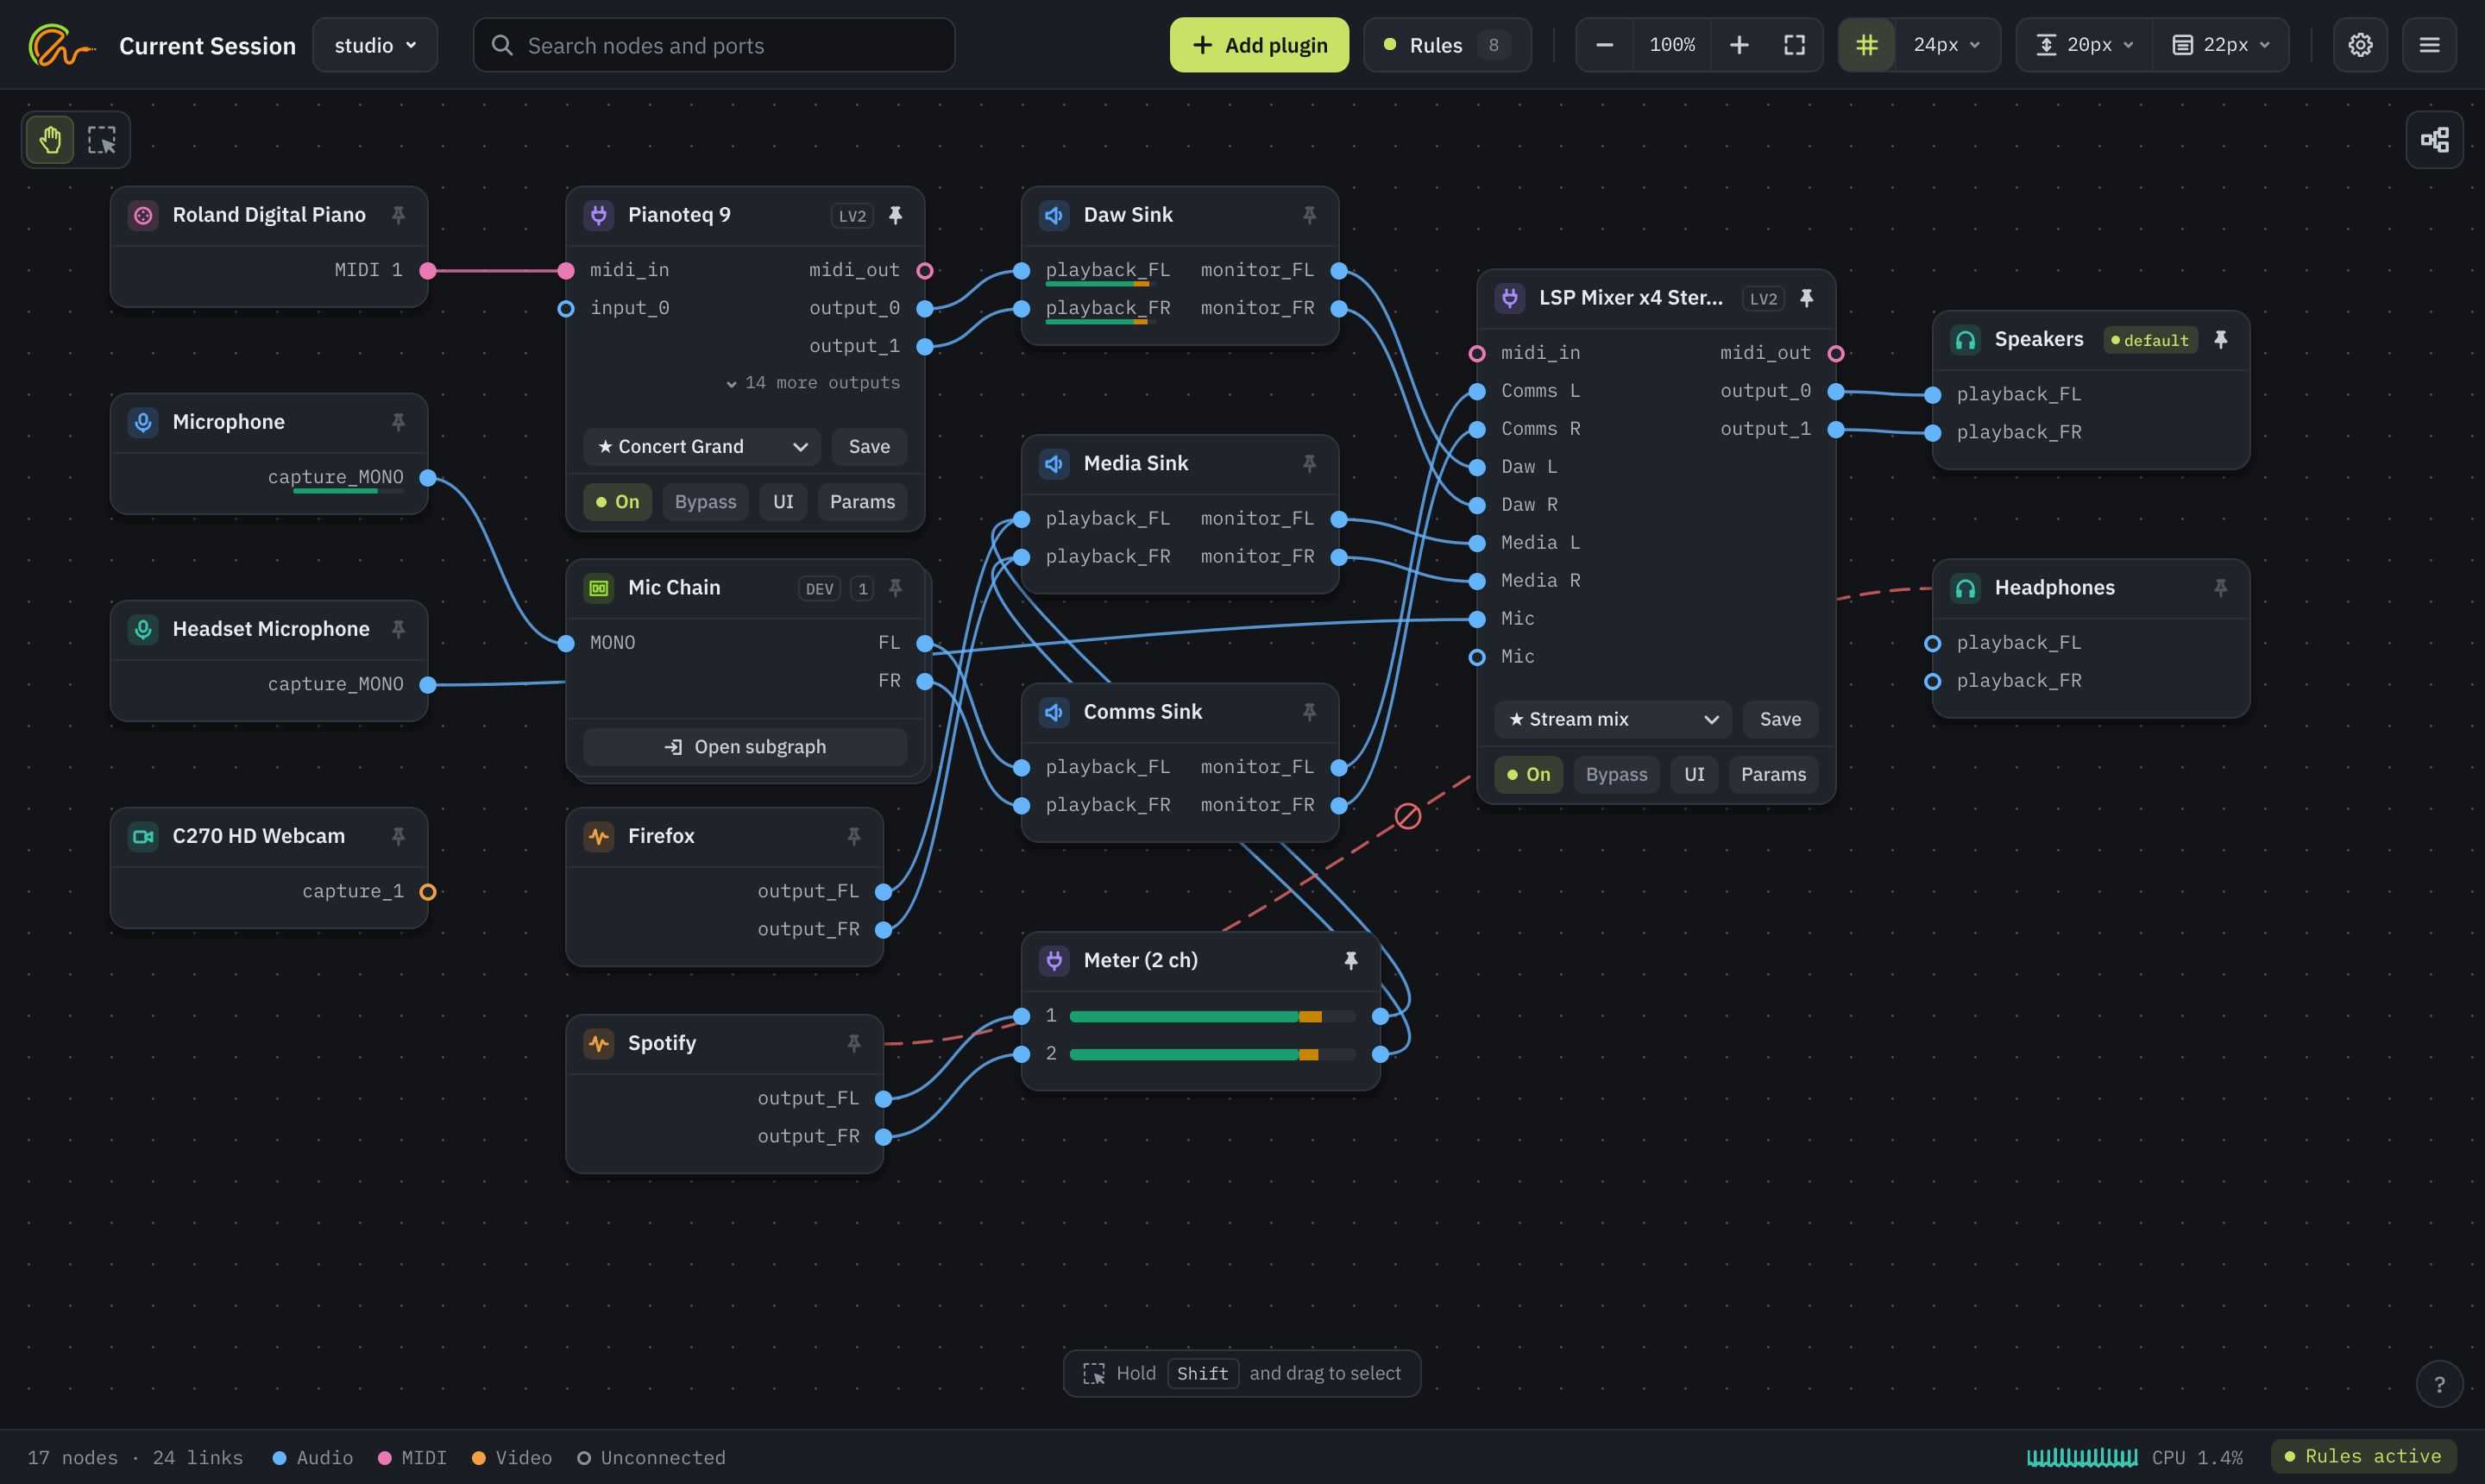 Current Session
studio
Search nodes and ports
Add plugin
Rules 8
100%
24px
20px
22px
Roland Digital Piano
MIDI 1
Microphone
capture_MONO
Headset Microphone
capture_MONO
C270 HD Webcam
capture_1
Pianoteq 9 LV2
midi_in midi_out
input_0 output_0
output_1
14 more outputs
★ Concert Grand Save
On Bypass UI Params
Mic Chain DEV 1
MONO FL
FR
Open subgraph
Firefox
output_FL
output_FR
Spotify
output_FL
output_FR
Daw Sink
playback_FL monitor_FL
playback_FR monitor_FR
Media Sink
playback_FL monitor_FL
playback_FR monitor_FR
Comms Sink
playback_FL monitor_FL
playback_FR monitor_FR
Meter (2 ch)
1
2
LSP Mixer x4 Ster... LV2
midi_in midi_out
Comms L output_0
Comms R output_1
Daw L
Daw R
Media L
Media R
Mic
Mic
★ Stream mix Save
On Bypass UI Params
Speakers default
playback_FL
playback_FR
Headphones
playback_FL
playback_FR
Hold Shift and drag to select
?
17 nodes · 24 links Audio MIDI Video Unconnected
CPU 1.4% Rules active